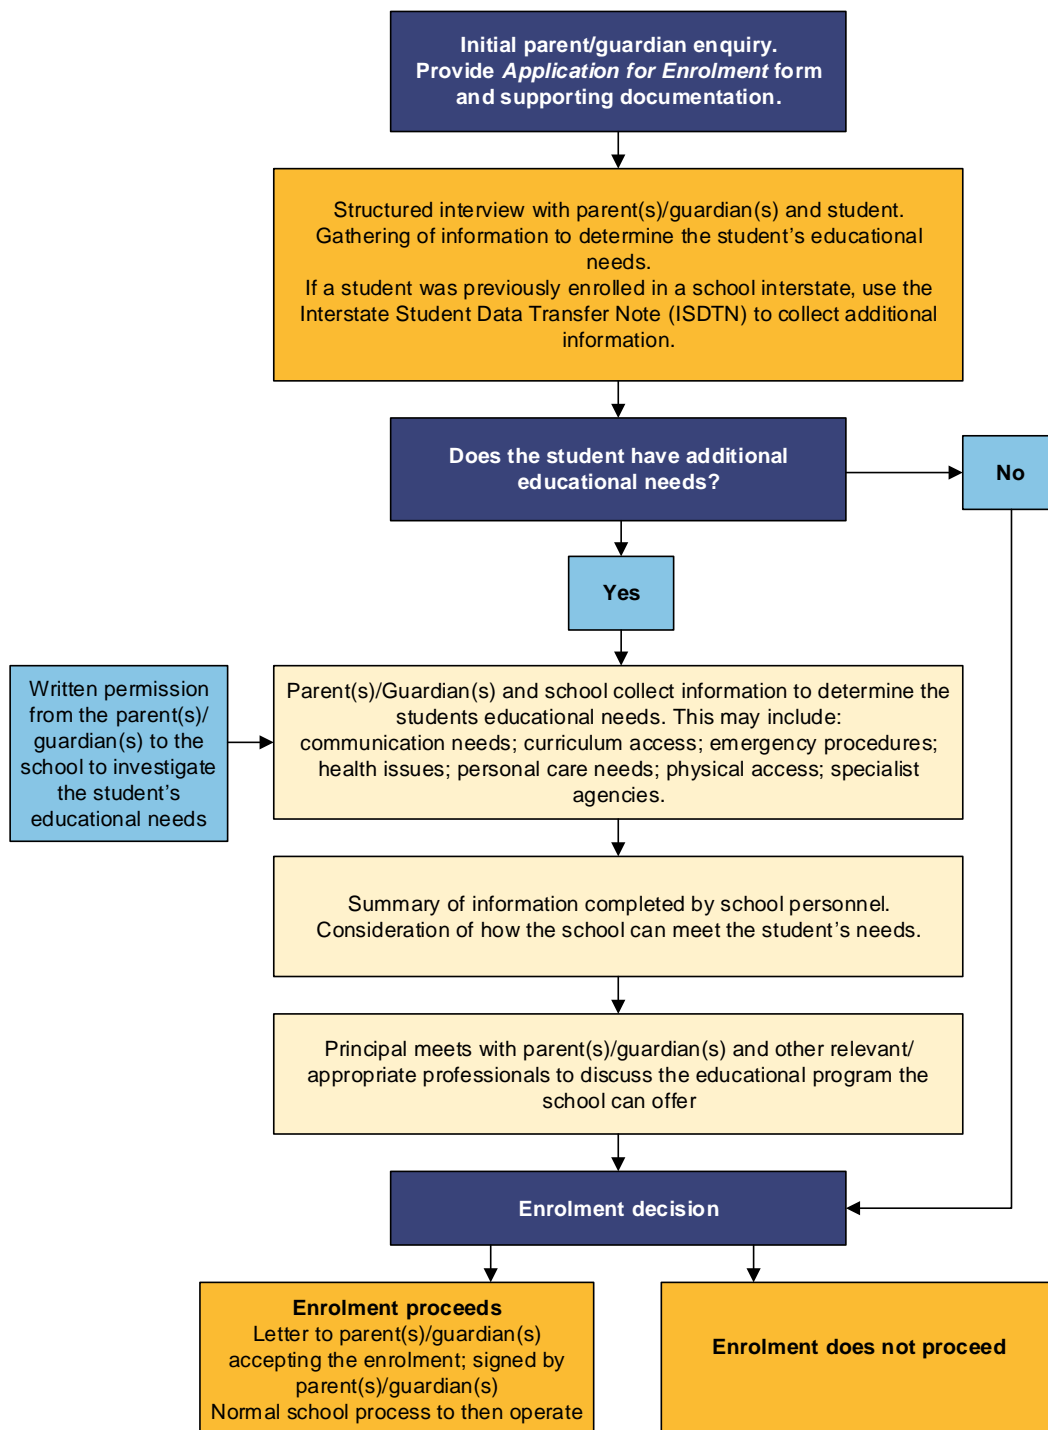 Initial parent/guardian enquiry.
Provide Application for Enrolment form
and supporting documentation.
Structured interview with parent(s)/guardian(s) and student.
Gathering of information to determine the student’s educational
needs.
If a student was previously enrolled in a school interstate, use the
Interstate Student Data Transfer Note (ISDTN) to collect additional
information.
Does the student have additional
educational needs?
No
Yes
Written permission
from the parent(s)/
guardian(s) to the
school to investigate
the student’s
educational needs
Parent(s)/Guardian(s) and school collect information to determine the
students educational needs. This may include:
communication needs; curriculum access; emergency procedures;
health issues; personal care needs; physical access; specialist
agencies.
Summary of information completed by school personnel.
Consideration of how the school can meet the student’s needs.
Principal meets with parent(s)/guardian(s) and other relevant/
appropriate professionals to discuss the educational program the
school can offer
Enrolment decision
Enrolment proceeds
Letter to parent(s)/guardian(s)
accepting the enrolment; signed by
parent(s)/guardian(s)
Normal school process to then operate
Enrolment does not proceed